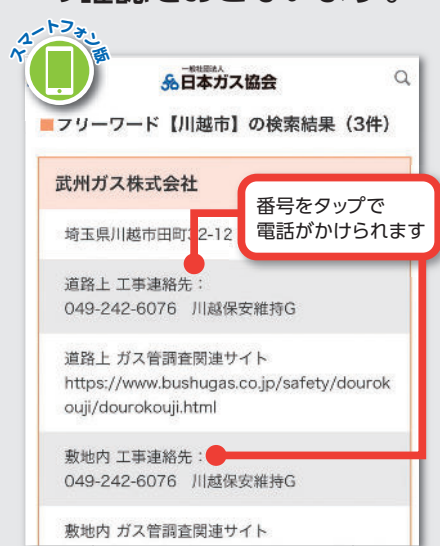 スマートフォン版
一般社団法人
日本ガス協会
■フリーワード【川越市】の検索結果（3件）
武州ガス株式会社
番号をタップで
電話がかけられます
埼玉県川越市田町32-12
道路上 工事連絡先：
049-242-6076 川越保安維持G
道路上 ガス管調査関連サイト
https://www.bushugas.co.jp/safety/dourok
ouji/dourokouji.html
敷地内 工事連絡先：
049-242-6076 川越保安維持G
敷地内 ガス管調査関連サイト